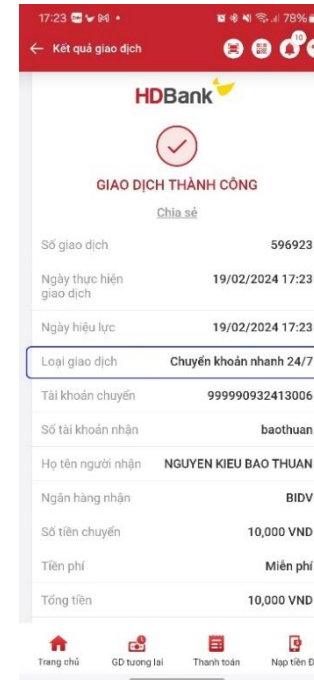 17:23
78%
Kết quả giao dịch
10
HDBank
GIAO DỊCH THÀNH CÔNG
Chia sẻ
Số giao dịch 596923
Ngày thực hiện giao dịch 19/02/2024 17:23
Ngày hiệu lực 19/02/2024 17:23
Loại giao dịch Chuyển khoản nhanh 24/7
Tài khoản chuyển 999990932413006
Số tài khoản nhận baothuan
Họ tên người nhận NGUYEN KIEU BAO THUAN
Ngân hàng nhận BIDV
Số tiền chuyển 10,000 VND
Tiền phí Miễn phí
Tổng tiền 10,000 VND
Trang chủ GD tương lai Thanh toán Nạp tiền Đ